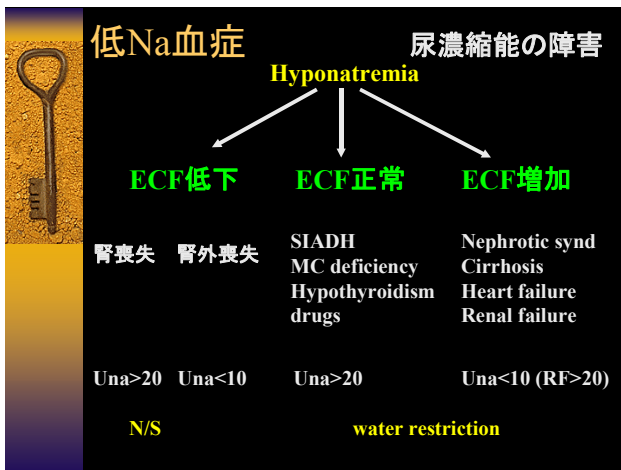 低Na血症
尿濃縮能の障害
Hyponatremia
ECF低下
ECF正常
ECF増加
腎喪失
腎外喪失
SIADH
MC deficiency
Hypothyroidism
drugs
Nephrotic synd
Cirrhosis
Heart failure
Renal failure
Una>20
Una<10
Una>20
Una<10 (RF>20)
N/S
water restriction